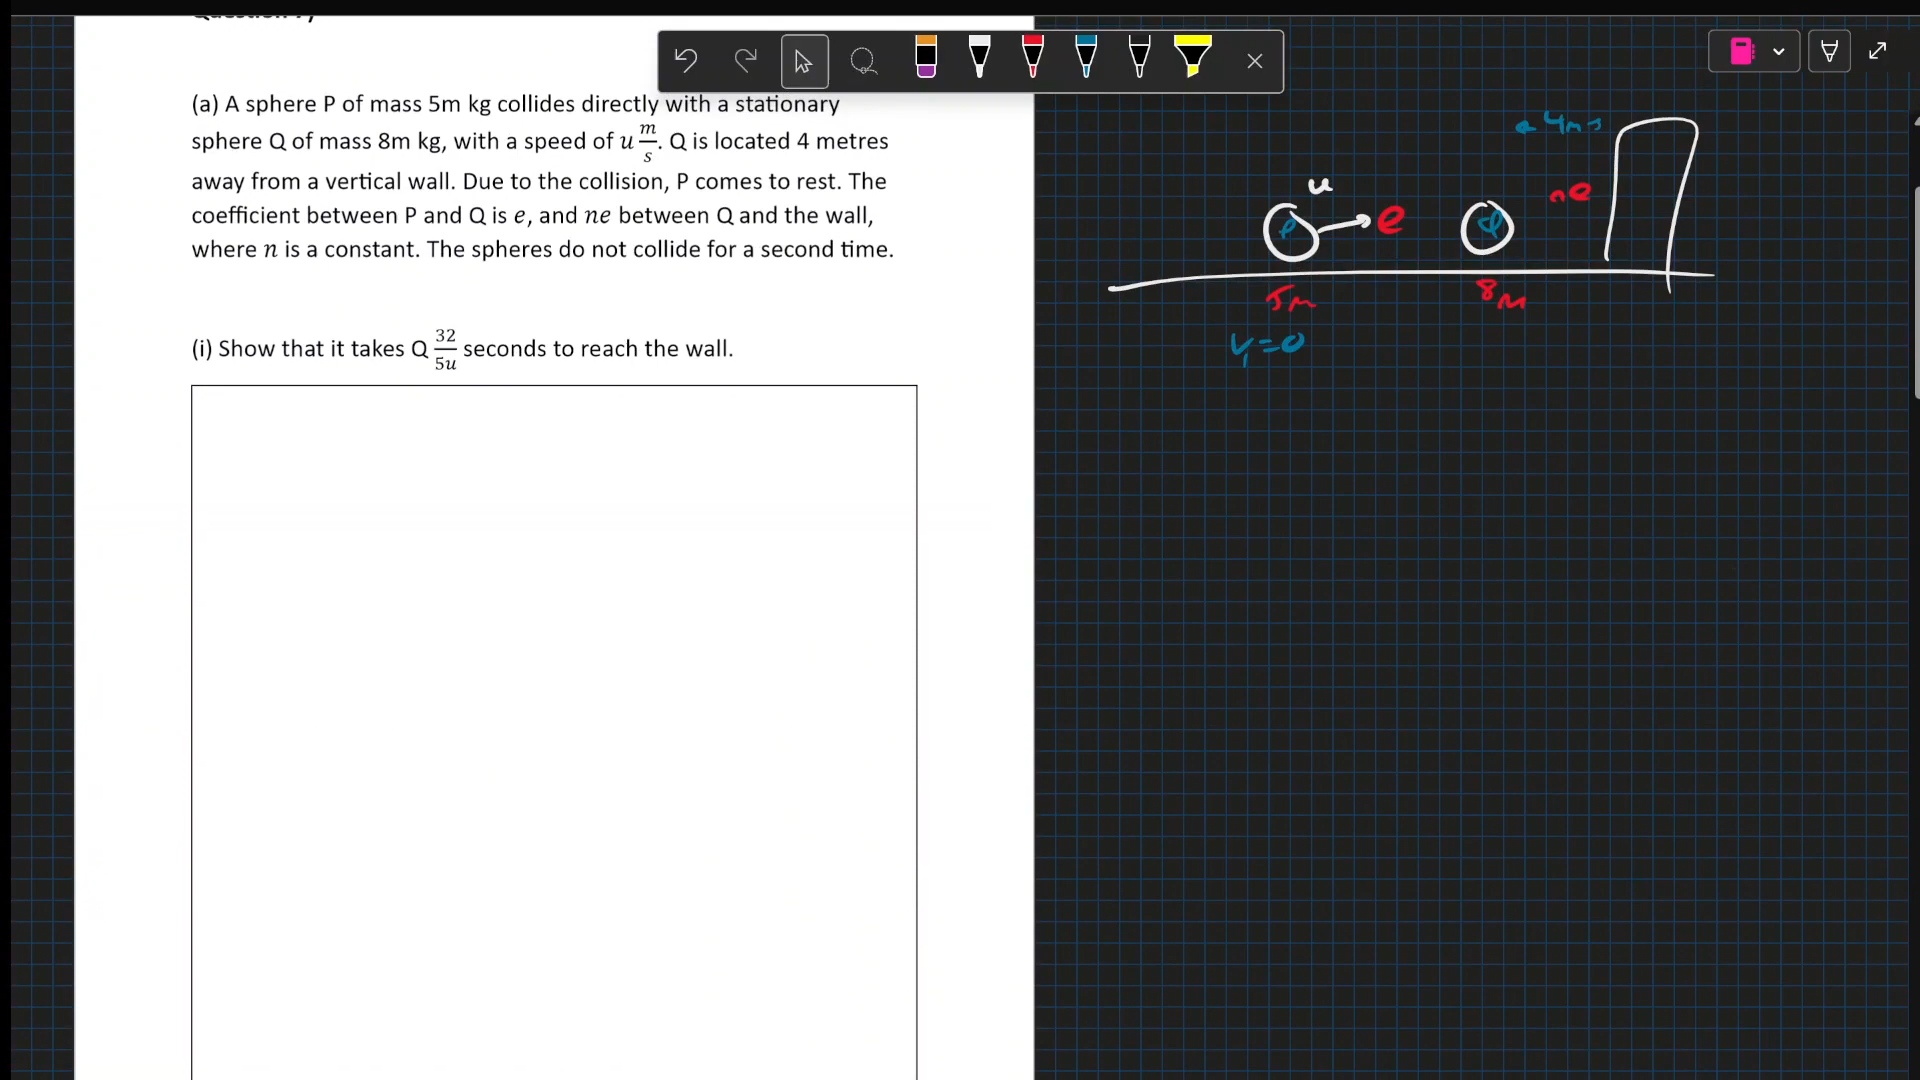 (a) A sphere P of mass 5m kg collides directly with a stationary
sphere Q of mass 8m kg, with a speed of u m/s. Q is located 4 metres
away from a vertical wall. Due to the collision, P comes to rest. The
coefficient between P and Q is e, and ne between Q and the wall,
where n is a constant. The spheres do not collide for a second time.
(i) Show that it takes Q 32/5u seconds to reach the wall.
4m
u
ne
P
e
Q
5m
8m
V₁=0